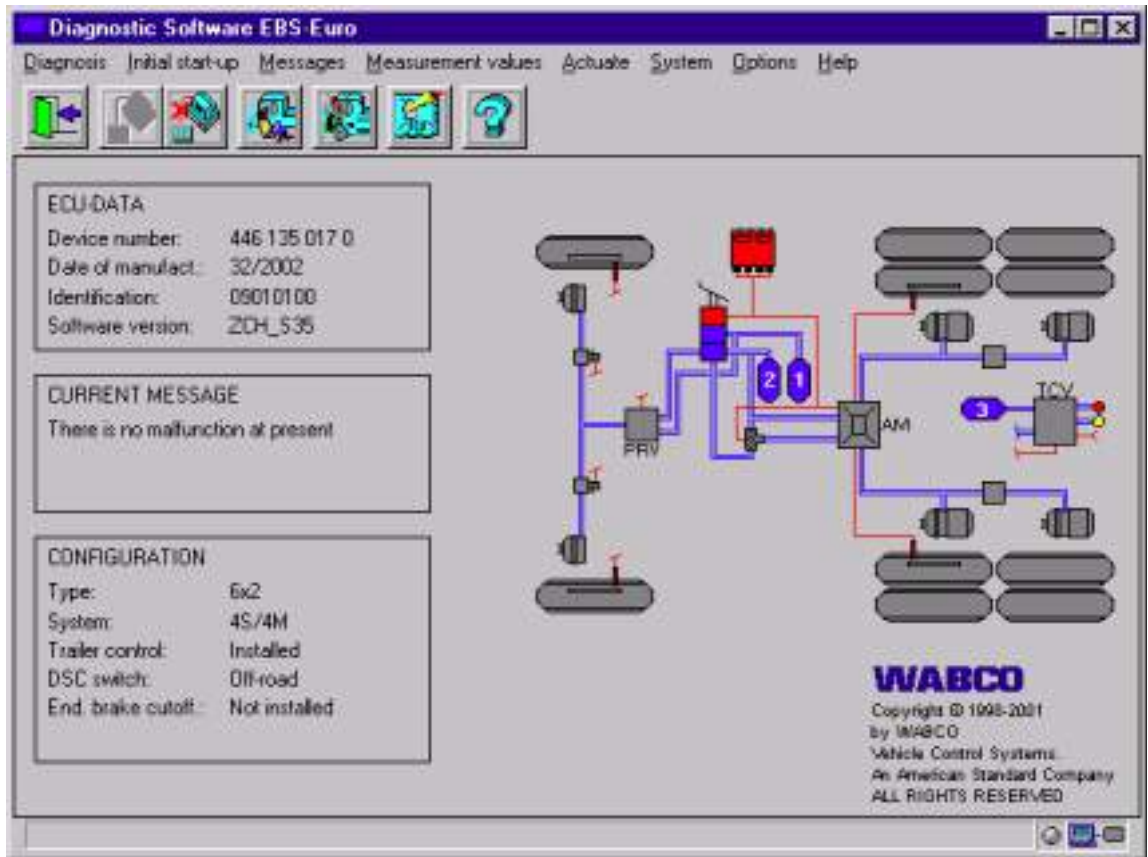 Diagnostic Software EBS-Euro
Diagnosis Initial start-up Messages Measurement values Actuate System Options Help
ECU-DATA
Device number: 446 135 017 0
Date of manufact.: 32/2002
Identification: 09010100
Software version: ZCH_S35
CURRENT MESSAGE
There is no malfunction at present
CONFIGURATION
Type: 6x2
System: 4S/4M
Trailer control: Installed
DSC switch: Off-road
End. brake cutoff.: Not installed
2 1
TCV
3
AM
PRV
WABCO
Copyright © 1998-2001
by WABCO
Vehicle Control Systems.
An American Standard Company
ALL RIGHTS RESERVED